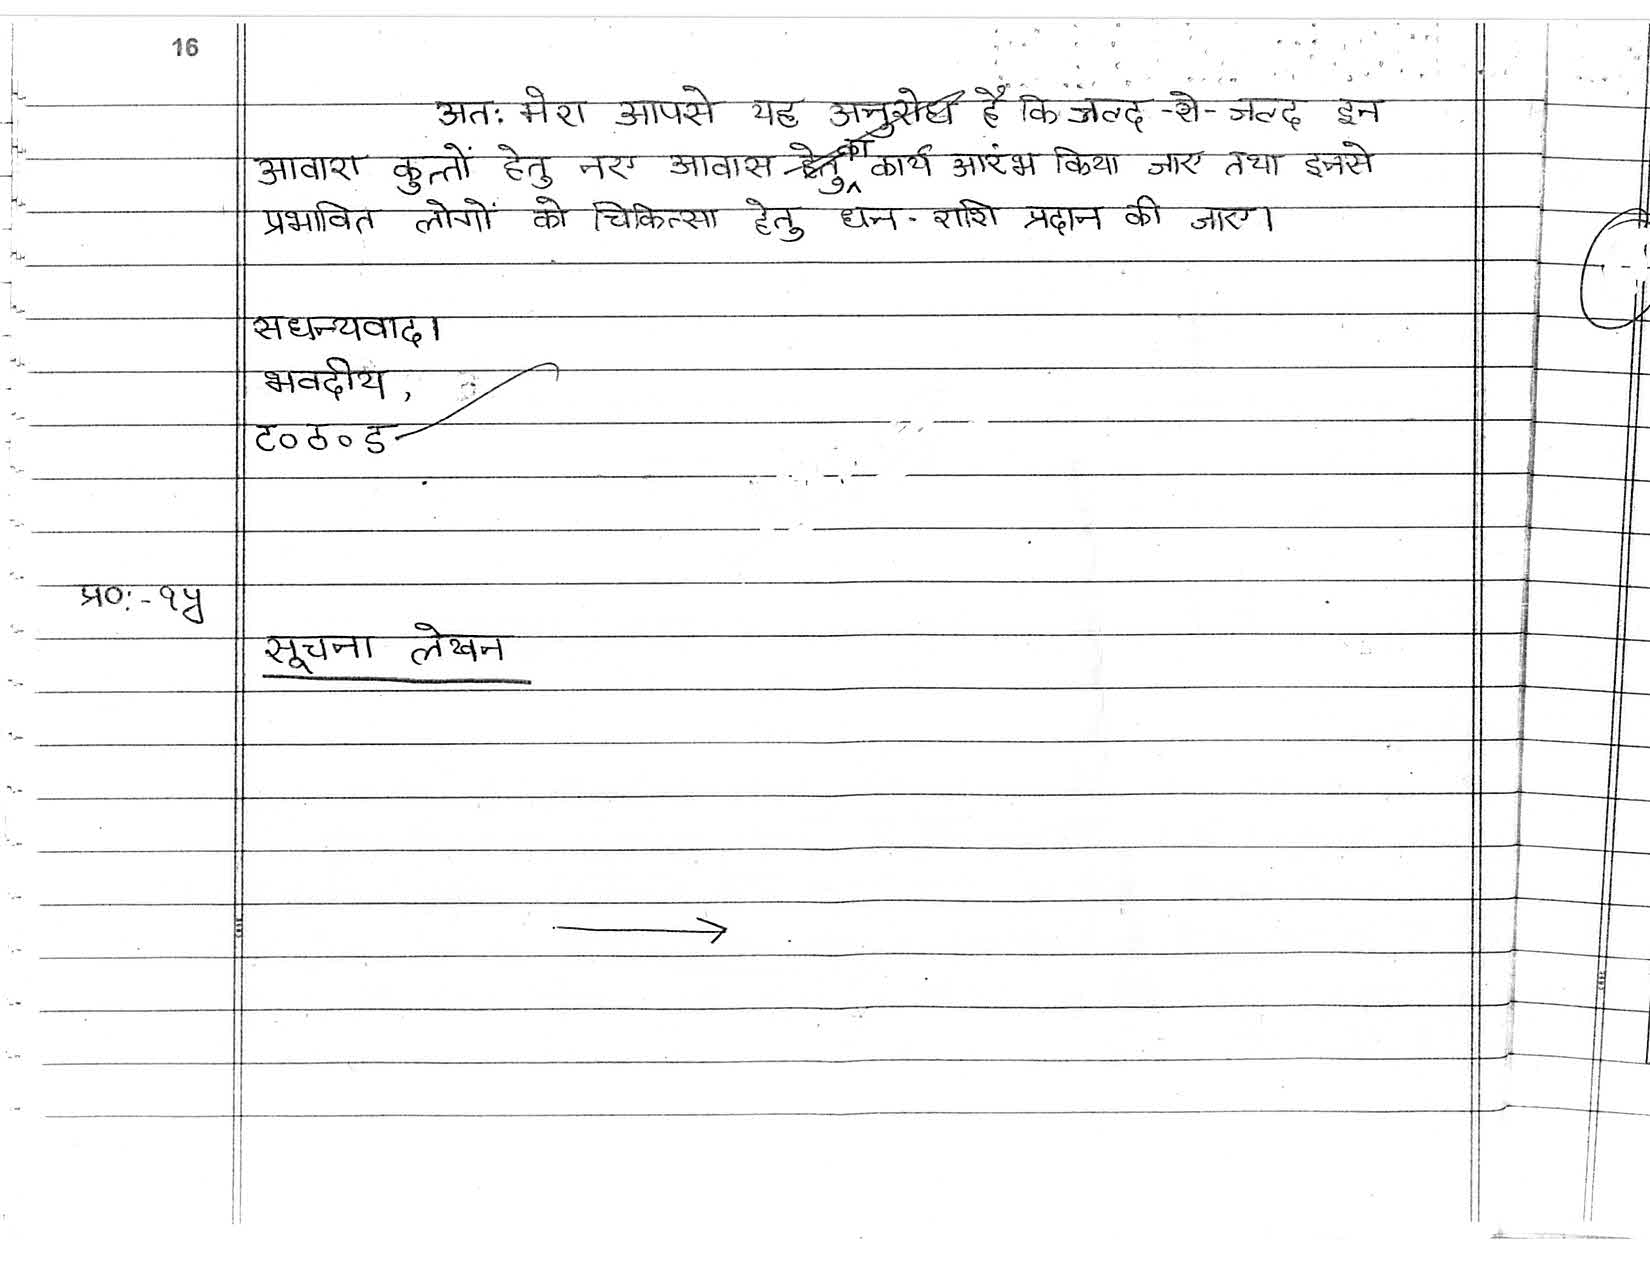 16
अतः मेरा आपसे यह अनुरोध है कि जल्द-शे-जल्द इन
आवारा कुत्तों हेतु नए आवास का कार्य आरंभ किया जाए तथा इनसे
प्रभावित लोगों को चिकित्सा हेतु धन-राशि प्रदान की जाए।
सधन्यवाद।
भवदीय,
ट०ठ०ड
प्र०:-१५
सूचना लेखन